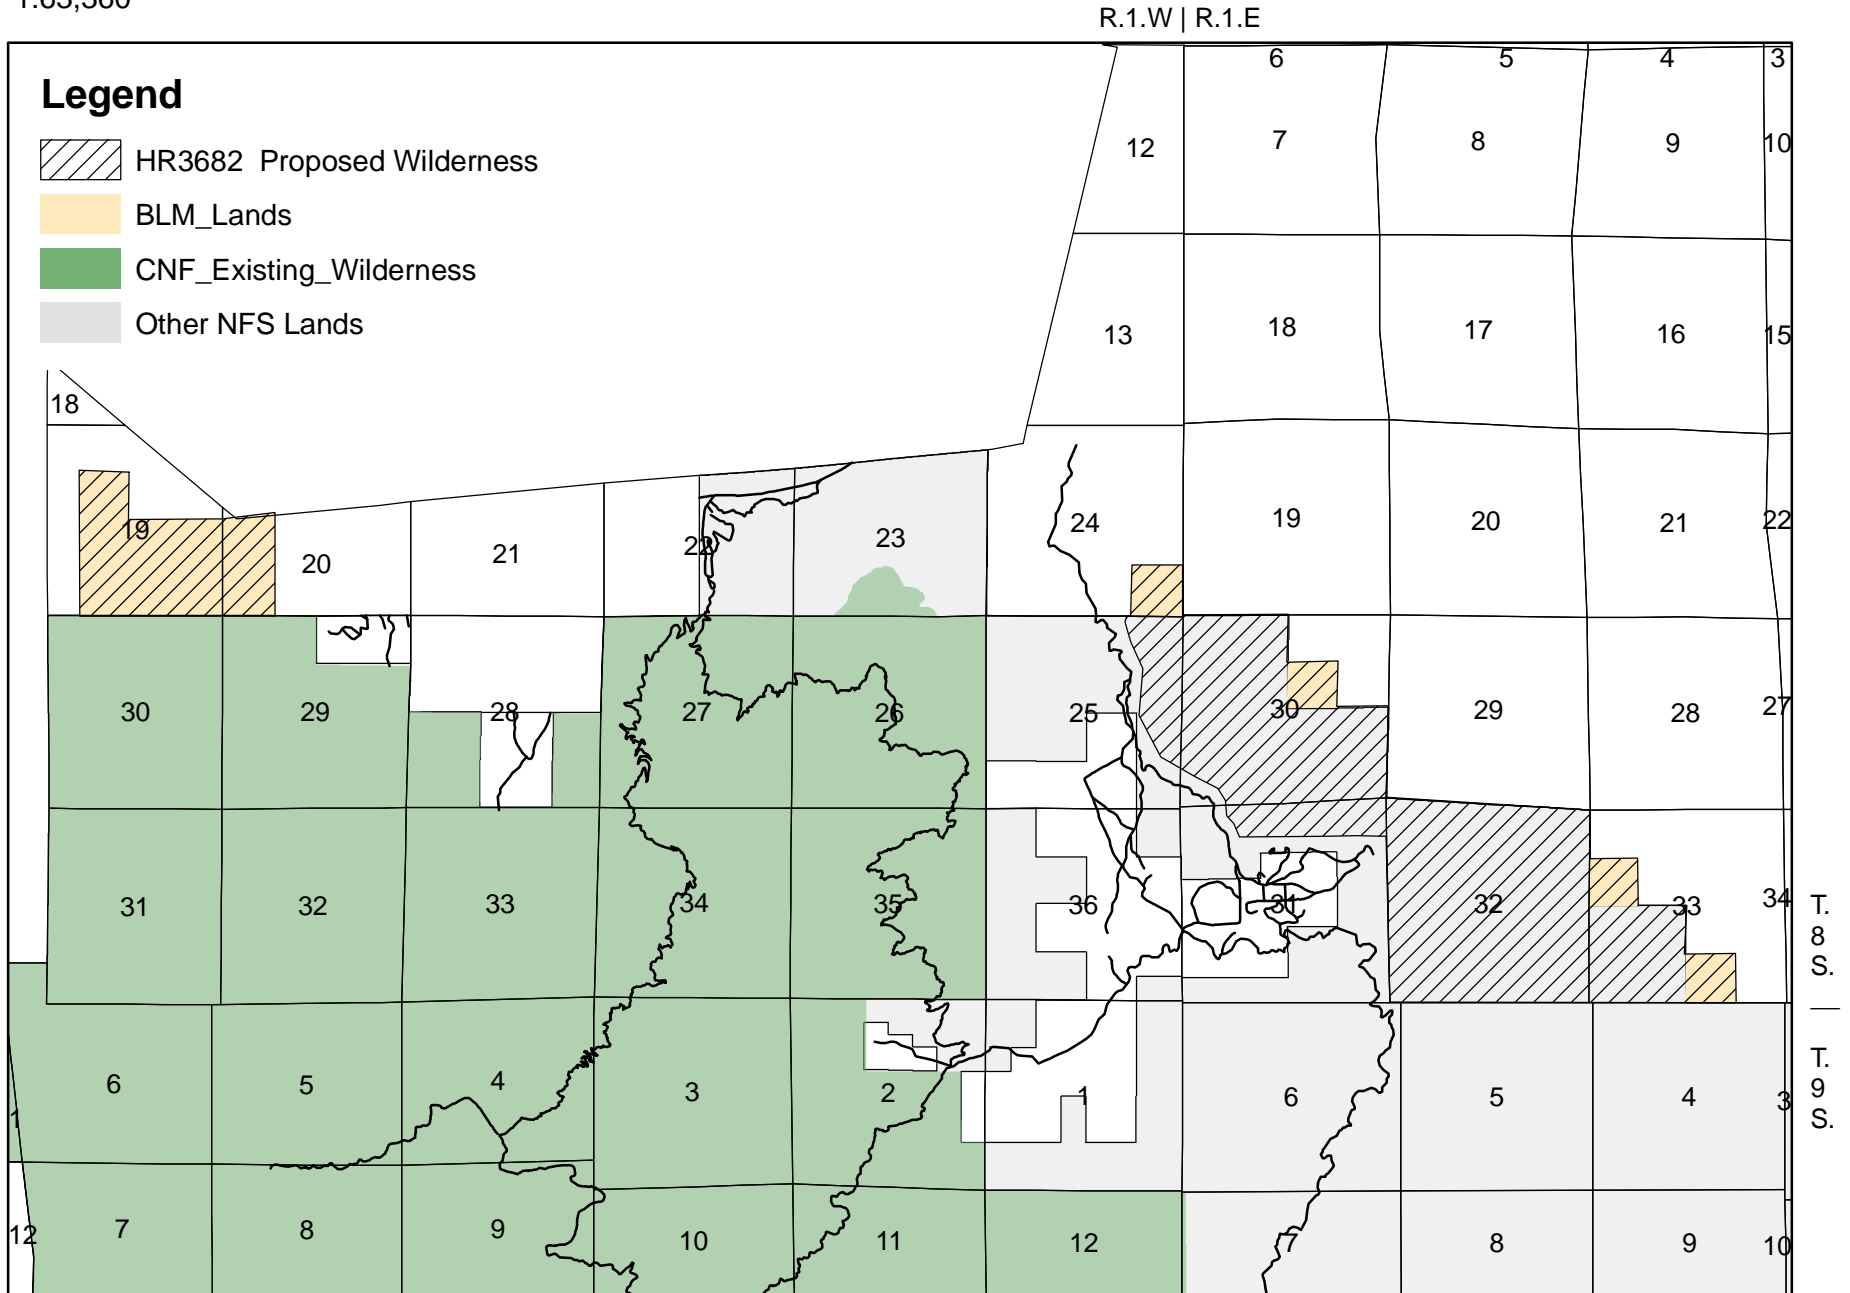 1:63,360
R.1.W | R.1.E
Legend
HR3682 Proposed Wilderness
BLM_Lands
CNF_Existing_Wilderness
Other NFS Lands
6 5 4 3
12 7 8 9 10
13 18 17 16 15
18
19 20 21 22 23 24 19 20 21 22
30 29 28 27 26 25 30 29 28 27
31 32 33 34 35 36 31 32 33 34
T.
8
S.
T.
9
S.
1 6 5 4 3 2 1 6 5 4 3
12 7 8 9 10 11 12 7 8 9 10